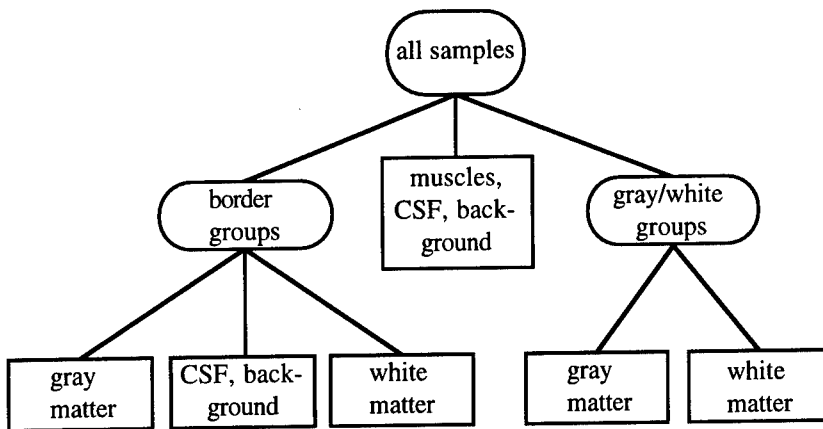 all samples
border
groups
muscles,
CSF, back-
ground
gray/white
groups
gray
matter
CSF, back-
ground
white
matter
gray
matter
white
matter